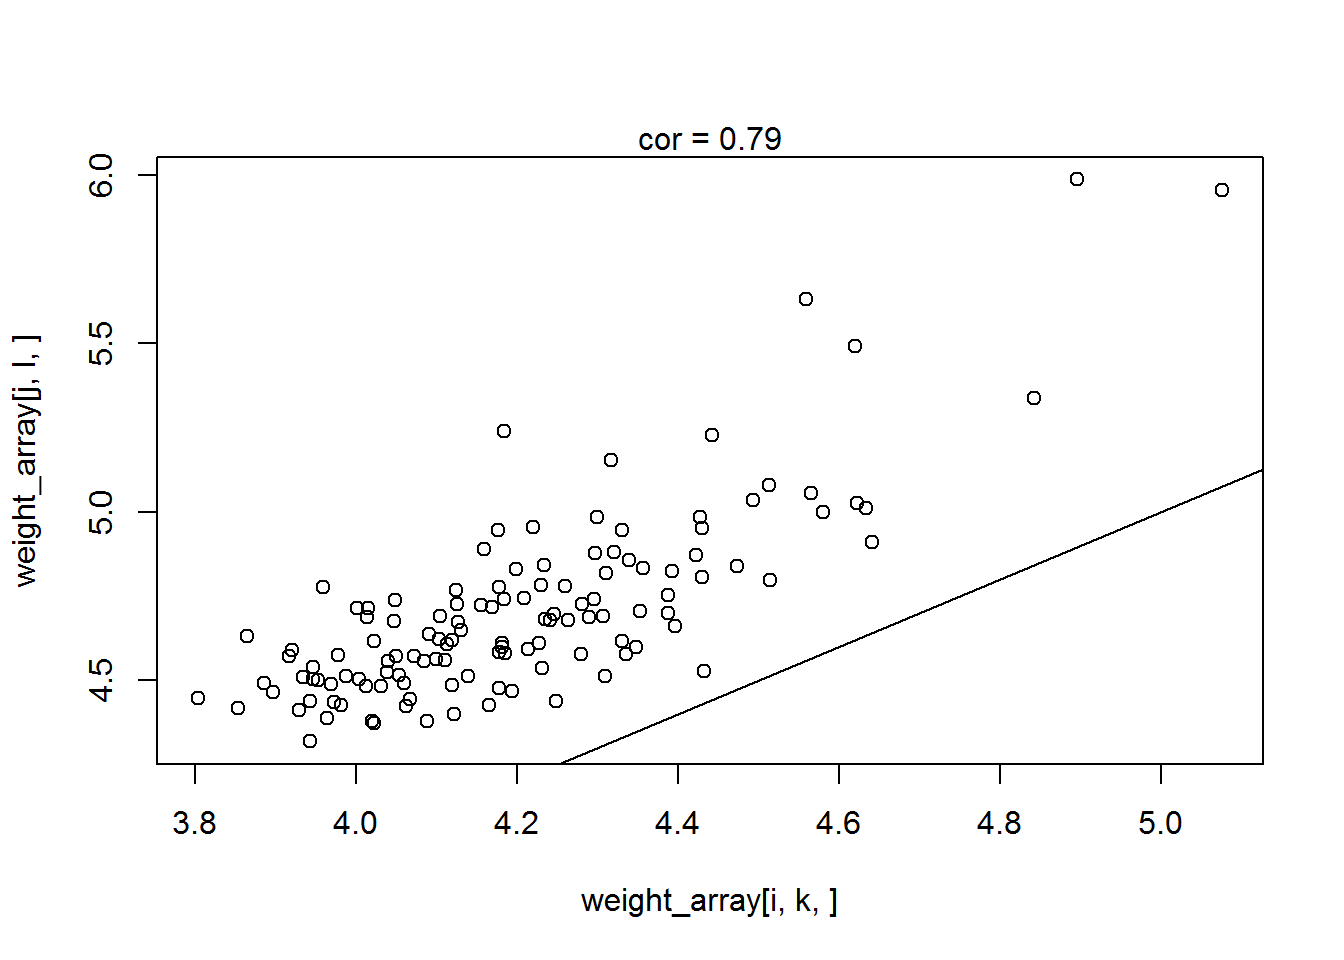 cor = 0.79
6.0
5.5
5.0
4.5
weight_array[j, l, ]
3.8 4.0 4.2 4.4 4.6 4.8 5.0
weight_array[i, k, ]